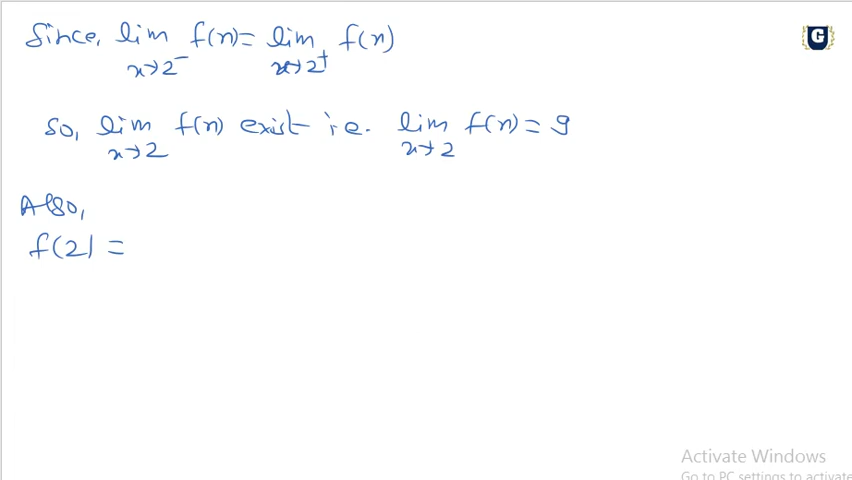 Since, lim f(x) = lim f(x)
x→2⁻ x→2⁺
So, lim f(x) exist i.e. lim f(x) = 9
x→2 x→2
Also,
f(2) =
G
Activate Windows
Go to PC settings to activate